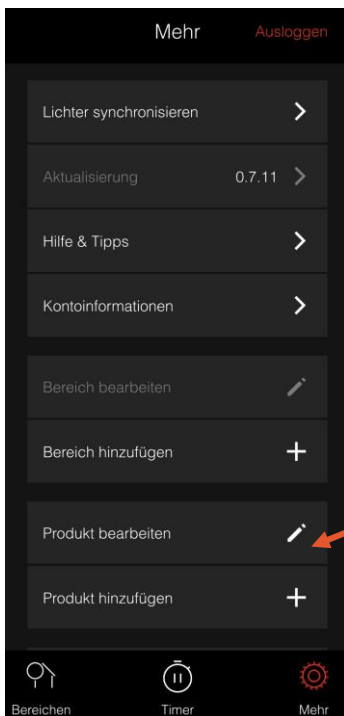 Mehr
Ausloggen
Lichter synchronisieren
Aktualisierung 0.7.11
Hilfe & Tipps
Kontoinformationen
Bereich bearbeiten
Bereich hinzufügen
Produkt bearbeiten
Produkt hinzufügen
Bereichen
Timer
Mehr